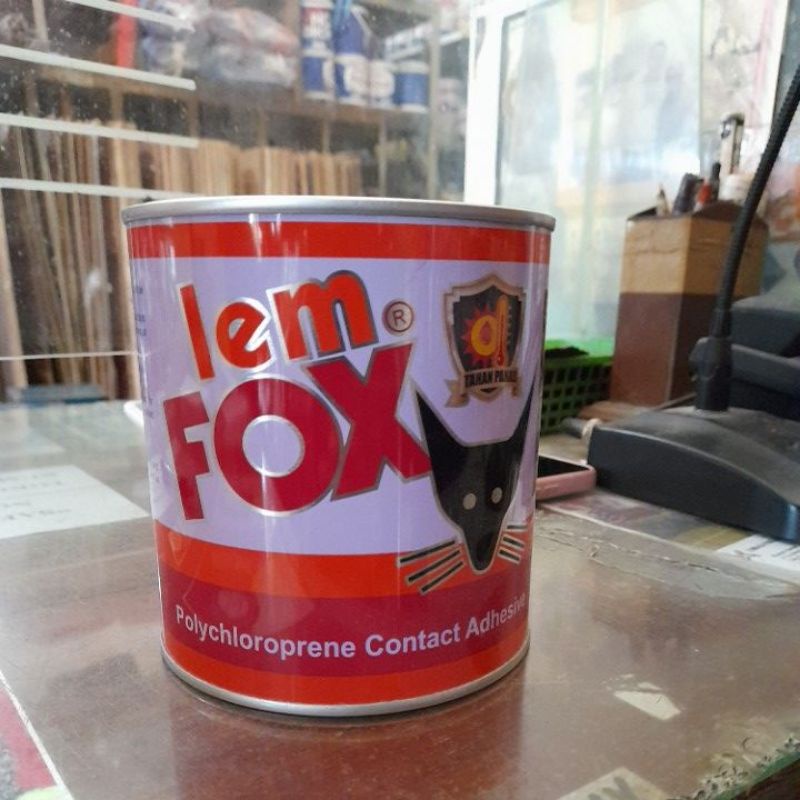 lem
®
FOX
TAHAN PANAS
Polychloroprene Contact Adhesive